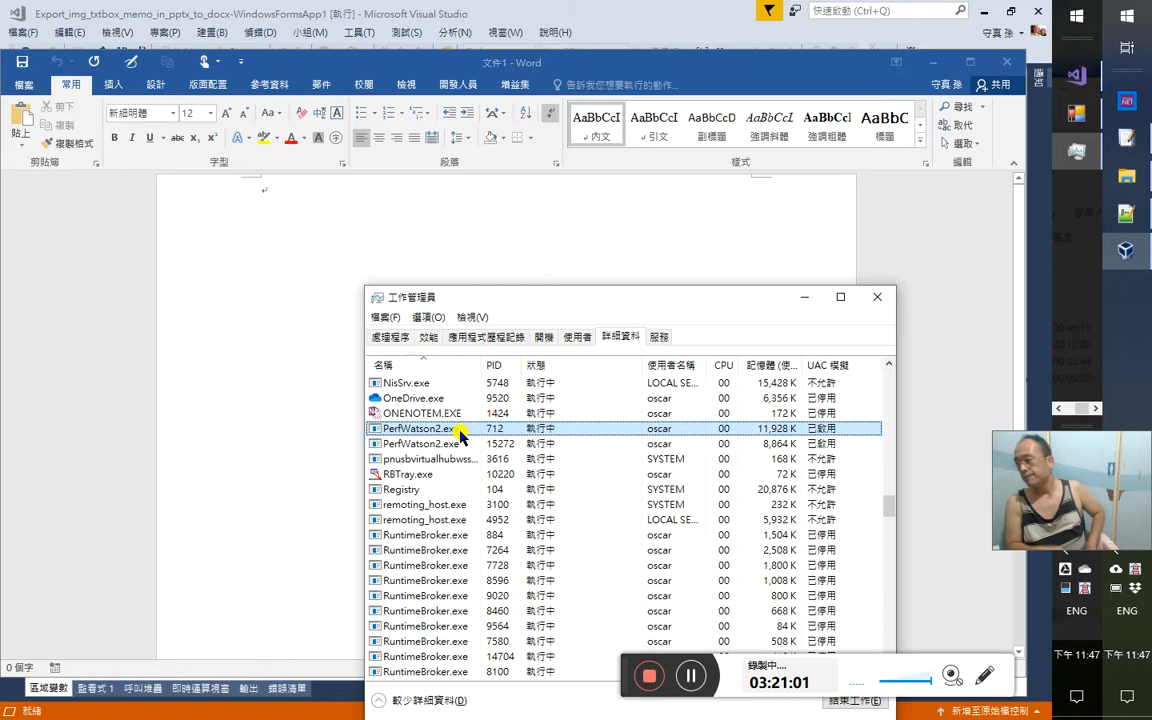 Export_img_txtbox_memo_in_pptx_to_docx-WindowsFormsApp1 [執行] - Microsoft Visual Studio
快速啟動 (Ctrl+Q)
檔案(F) 編輯(E) 檢視(V) 專案(P) 建置(B) 偵錯(D) 小組(M) 工具(T) 測試(S) 分析(N) 視窗(W) 說明(H)
守真 孫
文件1 - Word
檔案 常用 插入 設計 版面配置 參考資料 郵件 校閱 檢視 開發人員 增益集 告訴我您想要執行的動作...
守真 孫 共用
通知
貼上
剪下
複製
複製格式
新細明體 12
AaBbCcI AaBbCcI AaBbCcD AaBbCcL AaBbCcl AaBbC
內文 引文 副標題 強調斜體 強調粗體 標題
尋找
取代
選取
剪貼簿 字型 段落 樣式 編輯
工作管理員
檔案(F) 選項(O) 檢視(V)
處理程序 效能 應用程式歷程記錄 開機 使用者 詳細資料 服務
名稱 PID 狀態 使用者名稱 CPU 記憶體 (使... UAC 模擬
NisSrv.exe 5748 執行中 LOCAL SE... 00 15,428 K 不允許
OneDrive.exe 9520 執行中 oscar 00 6,356 K 已停用
ONENOTEM.EXE 1424 執行中 oscar 00 172 K 已停用
PerfWatson2.ex 712 執行中 oscar 00 11,928 K 已啟用
PerfWatson2.exe 15272 執行中 oscar 00 8,864 K 已停用
pnusbvirtualhubwss... 3616 執行中 SYSTEM 00 168 K 不允許
RBTray.exe 10220 執行中 oscar 00 72 K 已停用
Registry 104 執行中 SYSTEM 00 20,876 K 不允許
remoting_host.exe 3100 執行中 SYSTEM 00 232 K 不允許
remoting_host.exe 4952 執行中 LOCAL SE... 00 5,932 K 不允許
RuntimeBroker.exe 884 執行中 oscar 00 1,504 K 已停用
RuntimeBroker.exe 7264 執行中 oscar 00 2,508 K 已停用
RuntimeBroker.exe 7728 執行中 oscar 00 1,800 K 已停用
RuntimeBroker.exe 8596 執行中 oscar 00 1,008 K 已停用
RuntimeBroker.exe 9020 執行中 oscar 00 800 K 已停用
RuntimeBroker.exe 8460 執行中 oscar 00 668 K 已停用
RuntimeBroker.exe 9564 執行中 oscar 00 84 K 已停用
RuntimeBroker.exe 7580 執行中 oscar 00 508 K 已停用
RuntimeBroker.exe 14704 執行中
RuntimeBroker.exe 8100 執行中
較少詳細資料(D)
結束工作(E)
錄製中....
03:21:01
0 個字
區域變數 監看式 1 呼叫堆疊 即時運算視窗 輸出 錯誤清單
就緒
新增至原始檔控制
.NET
00:46:15
00:10:35
00:03:44
ENG ENG
下午 11:47 下午 11:47